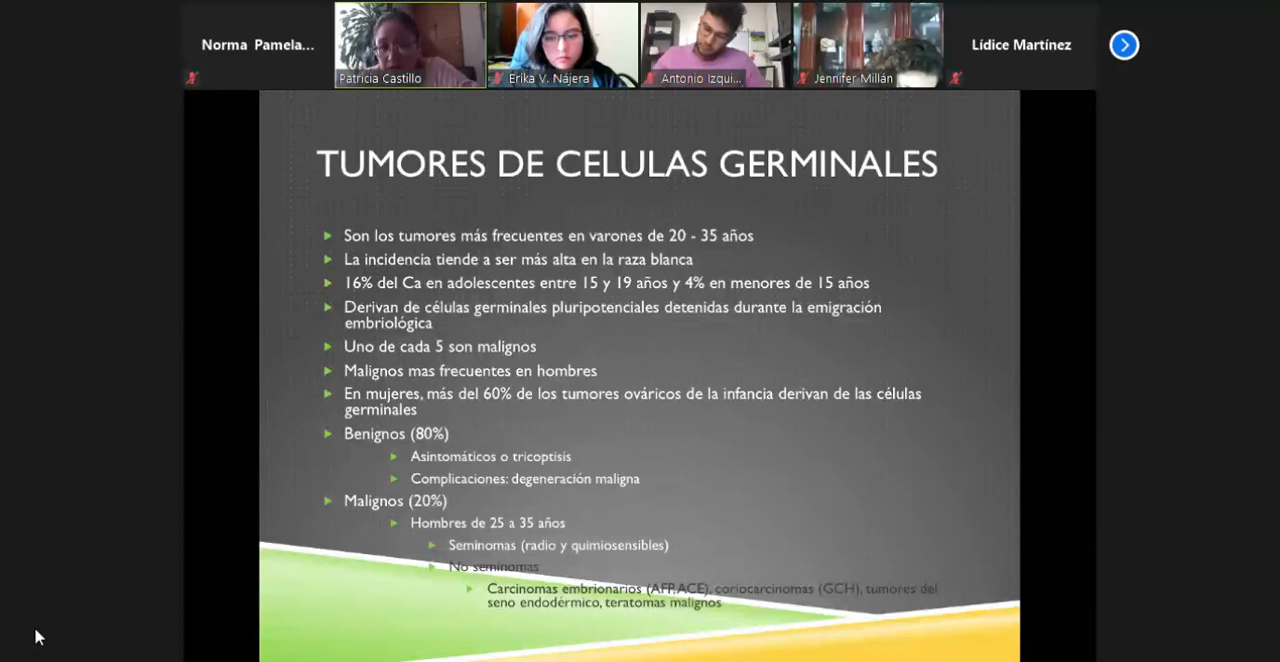 Norma Pamela...
Patricia Castillo
Erika V. Nájera
Antonio Izqui...
Jennifer Millán
Lídice Martínez
TUMORES DE CELULAS GERMINALES
Son los tumores más frecuentes en varones de 20 - 35 años
La incidencia tiende a ser más alta en la raza blanca
16% del Ca en adolescentes entre 15 y 19 años y 4% en menores de 15 años
Derivan de células germinales pluripotenciales detenidas durante la emigración
embriológica
Uno de cada 5 son malignos
Malignos mas frecuentes en hombres
En mujeres, más del 60% de los tumores ováricos de la infancia derivan de las células
germinales
Benignos (80%)
Asintomáticos o tricoptisis
Complicaciones: degeneración maligna
Malignos (20%)
Hombres de 25 a 35 años
Seminomas (radio y quimiosensibles)
No seminomas
Carcinomas embrionarios (AFP,ACE), coriocarcinomas (GCH), tumores del
seno endodérmico, teratomas malignos